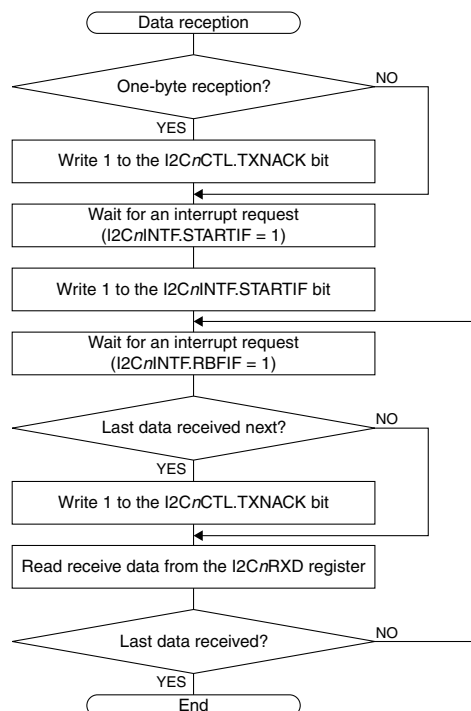 Data reception
One-byte reception?
NO
YES
Write 1 to the I2CnCTL.TXNACK bit
Wait for an interrupt request
(I2CnINTF.STARTIF = 1)
Write 1 to the I2CnINTF.STARTIF bit
Wait for an interrupt request
(I2CnINTF.RBFIF = 1)
Last data received next?
NO
YES
Write 1 to the I2CnCTL.TXNACK bit
Read receive data from the I2CnRXD register
Last data received?
NO
YES
End